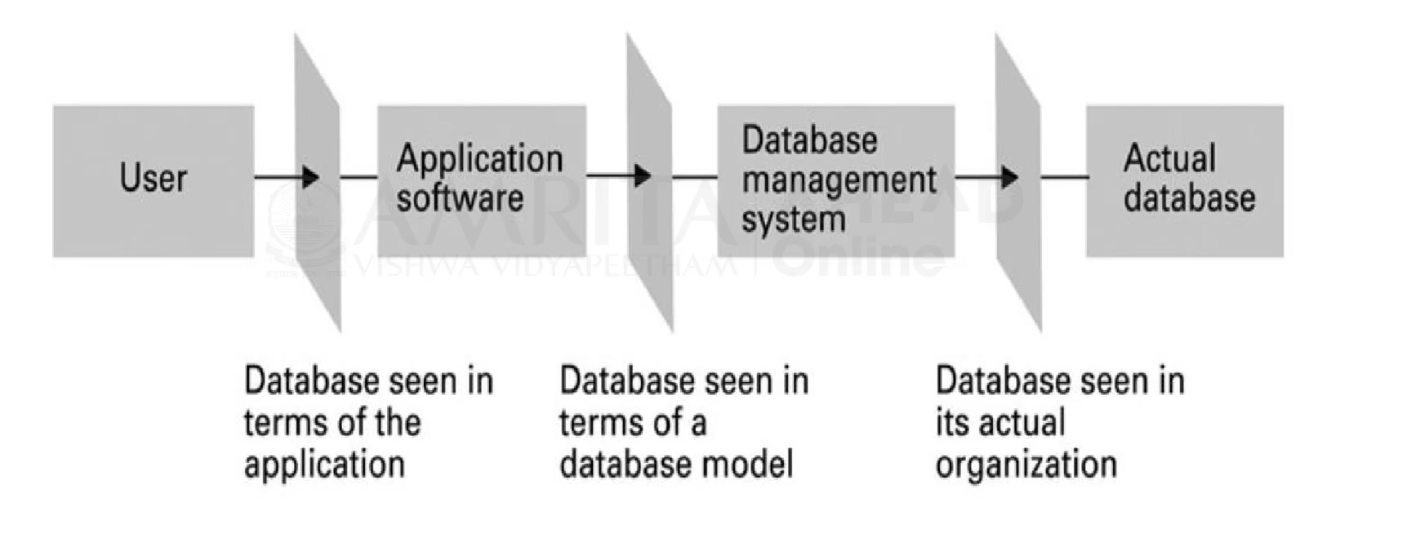 User
Application
software
Database
management
system
Actual
database
AMRITA
VISHWA VIDYAPEETHAM
AHEAD
Online
Database seen in
terms of the
application
Database seen in
terms of a
database model
Database seen in
its actual
organization